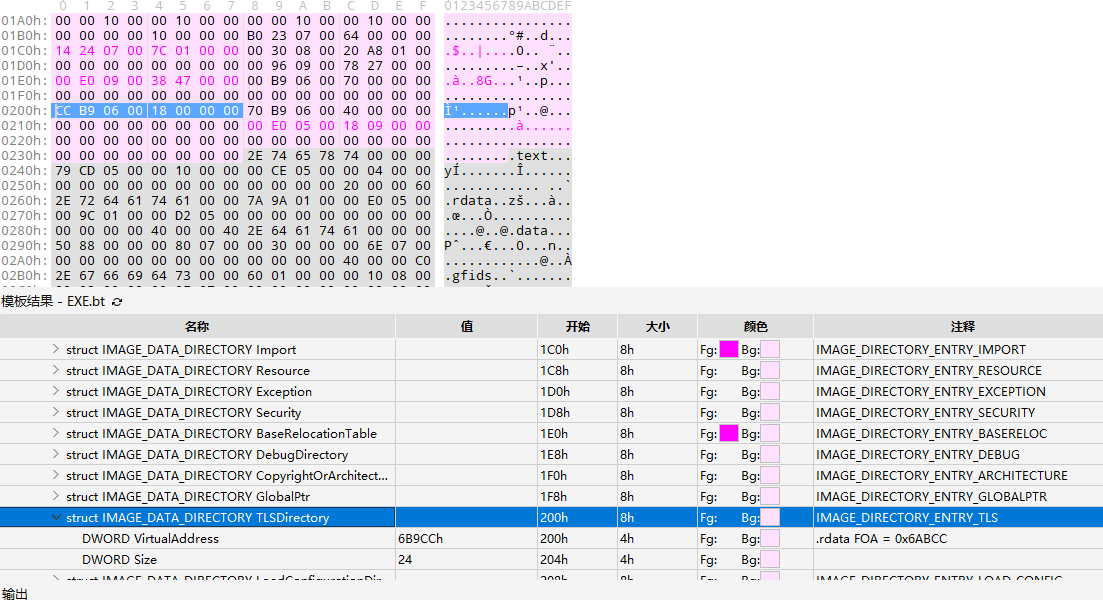 0 1 2 3 4 5 6 7 8 9 A B C D E F 0123456789ABCDEF
01A0h: 00 00 10 00 00 10 00 00 00 00 10 00 00 10 00 00 ................
01B0h: 00 00 00 00 10 00 00 00 B0 23 07 00 64 00 00 00 ........°#..d...
01C0h: 14 24 07 00 7C 01 00 00 00 30 08 00 20 A8 01 00 .$..|....0.. ¨..
01D0h: 00 00 00 00 00 00 00 00 00 96 09 00 78 27 00 00 .........–..x'..
01E0h: 00 E0 09 00 38 47 00 00 00 B9 06 00 70 00 00 00 .à..8G...¹..p...
01F0h: 00 00 00 00 00 00 00 00 00 00 00 00 00 00 00 00 ................
0200h: CC B9 06 00 18 00 00 00 70 B9 06 00 40 00 00 00 Ì¹......p¹..@...
0210h: 00 00 00 00 00 00 00 00 00 E0 05 00 18 09 00 00 .........à......
0220h: 00 00 00 00 00 00 00 00 00 00 00 00 00 00 00 00 ................
0230h: 00 00 00 00 00 00 00 00 2E 74 65 78 74 00 00 00 .........text...
0240h: 79 CD 05 00 00 10 00 00 00 CE 05 00 00 04 00 00 yÍ.......Î......
0250h: 00 00 00 00 00 00 00 00 00 00 00 00 20 00 00 60 ............ ..`
0260h: 2E 72 64 61 74 61 00 00 7A 9A 01 00 00 E0 05 00 .rdata..zš...à..
0270h: 00 9C 01 00 00 D2 05 00 00 00 00 00 00 00 00 00 .œ...Ò..........
0280h: 00 00 00 00 40 00 00 40 2E 64 61 74 61 00 00 00 ....@..@.data...
0290h: 50 88 00 00 00 80 07 00 00 30 00 00 00 6E 07 00 Pˆ...€...0...n..
02A0h: 00 00 00 00 00 00 00 00 00 00 00 00 40 00 00 C0 ............@..À
02B0h: 2E 67 66 69 64 73 00 00 60 01 00 00 00 10 08 00 .gfids..`.......
模板结果 - EXE.bt
名称 值 开始 大小 颜色 注释
struct IMAGE_DATA_DIRECTORY Import 1C0h 8h Fg: Bg: IMAGE_DIRECTORY_ENTRY_IMPORT
struct IMAGE_DATA_DIRECTORY Resource 1C8h 8h Fg: Bg: IMAGE_DIRECTORY_ENTRY_RESOURCE
struct IMAGE_DATA_DIRECTORY Exception 1D0h 8h Fg: Bg: IMAGE_DIRECTORY_ENTRY_EXCEPTION
struct IMAGE_DATA_DIRECTORY Security 1D8h 8h Fg: Bg: IMAGE_DIRECTORY_ENTRY_SECURITY
struct IMAGE_DATA_DIRECTORY BaseRelocationTable 1E0h 8h Fg: Bg: IMAGE_DIRECTORY_ENTRY_BASERELOC
struct IMAGE_DATA_DIRECTORY DebugDirectory 1E8h 8h Fg: Bg: IMAGE_DIRECTORY_ENTRY_DEBUG
struct IMAGE_DATA_DIRECTORY CopyrightOrArchitect... 1F0h 8h Fg: Bg: IMAGE_DIRECTORY_ENTRY_ARCHITECTURE
struct IMAGE_DATA_DIRECTORY GlobalPtr 1F8h 8h Fg: Bg: IMAGE_DIRECTORY_ENTRY_GLOBALPTR
struct IMAGE_DATA_DIRECTORY TLSDirectory 200h 8h Fg: Bg: IMAGE_DIRECTORY_ENTRY_TLS
DWORD VirtualAddress 6B9CCh 200h 4h Fg: Bg: .rdata FOA = 0x6ABCC
DWORD Size 24 204h 4h Fg: Bg:
输出